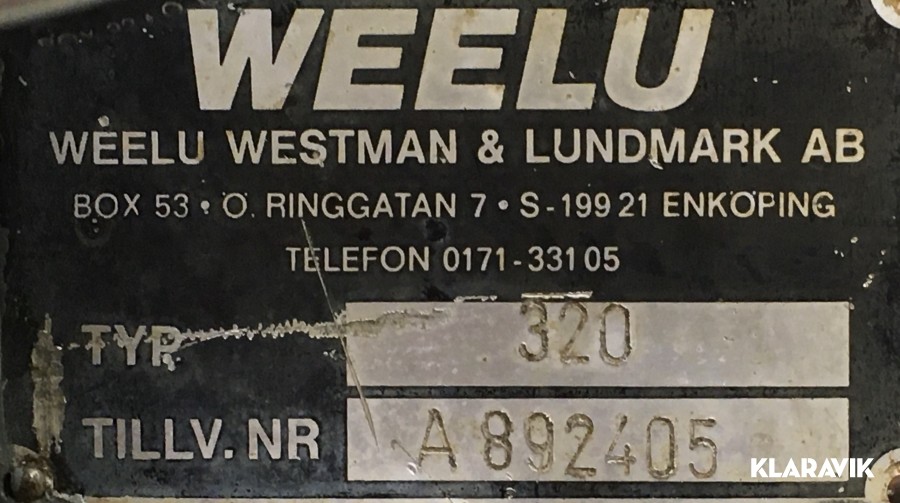 WEELU
WEELU WESTMAN & LUNDMARK AB
BOX 53 • Ö. RINGGATAN 7 • S-199 21 ENKÖPING
TELEFON 0171-331 05
TYP 320
TILLV. NR A 892405
KLARAVIK